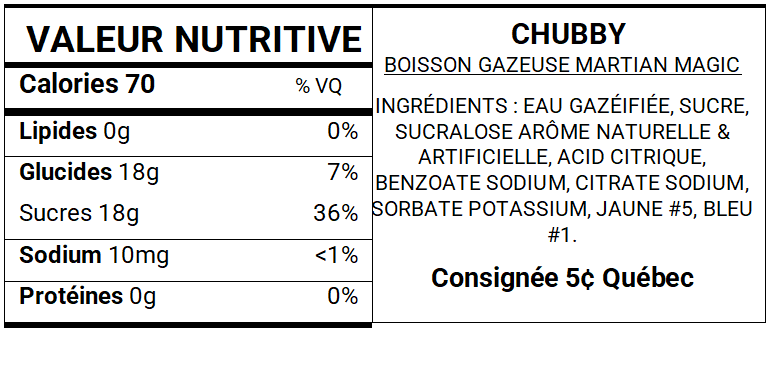 VALEUR NUTRITIVE
Calories 70 % VQ
Lipides 0g 0%
Glucides 18g 7%
Sucres 18g 36%
Sodium 10mg <1%
Protéines 0g 0%
CHUBBY
BOISSON GAZEUSE MARTIAN MAGIC
INGRÉDIENTS : EAU GAZÉIFIÉE, SUCRE,
SUCRALOSE ARÔME NATURELLE &
ARTIFICIELLE, ACID CITRIQUE,
BENZOATE SODIUM, CITRATE SODIUM,
SORBATE POTASSIUM, JAUNE #5, BLEU
#1.
Consignée 5¢ Québec